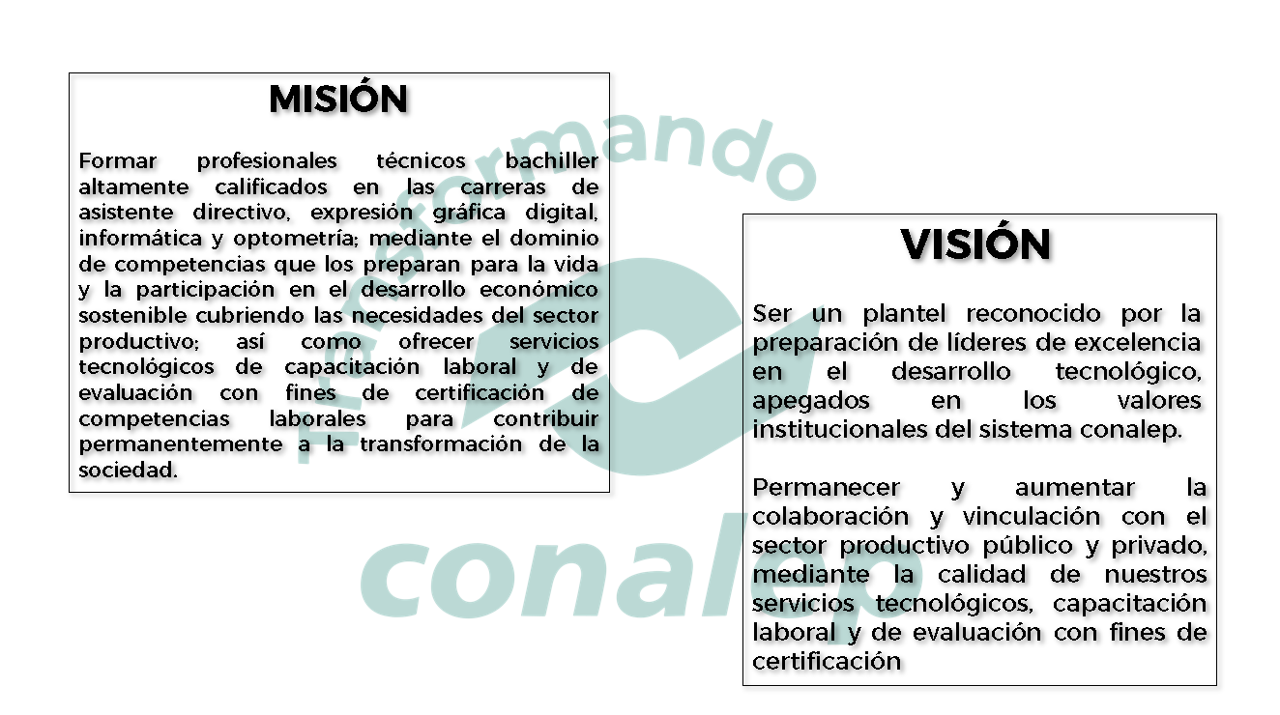 MISIÓN
Formar profesionales técnicos bachiller
altamente calificados en las carreras de
asistente directivo, expresión gráfica digital,
informática y optometría; mediante el dominio
de competencias que los preparan para la vida
y la participación en el desarrollo económico
sostenible cubriendo las necesidades del sector
productivo; así como ofrecer servicios
tecnológicos de capacitación laboral y de
evaluación con fines de certificación de
competencias laborales para contribuir
permanentemente a la transformación de la
sociedad.
VISIÓN
Ser un plantel reconocido por la
preparación de líderes de excelencia
en el desarrollo tecnológico,
apegados en los valores
institucionales del sistema conalep.
Permanecer y aumentar la
colaboración y vinculación con el
sector productivo público y privado,
mediante la calidad de nuestros
servicios tecnológicos, capacitación
laboral y de evaluación con fines de
certificación
Transformando
conalep